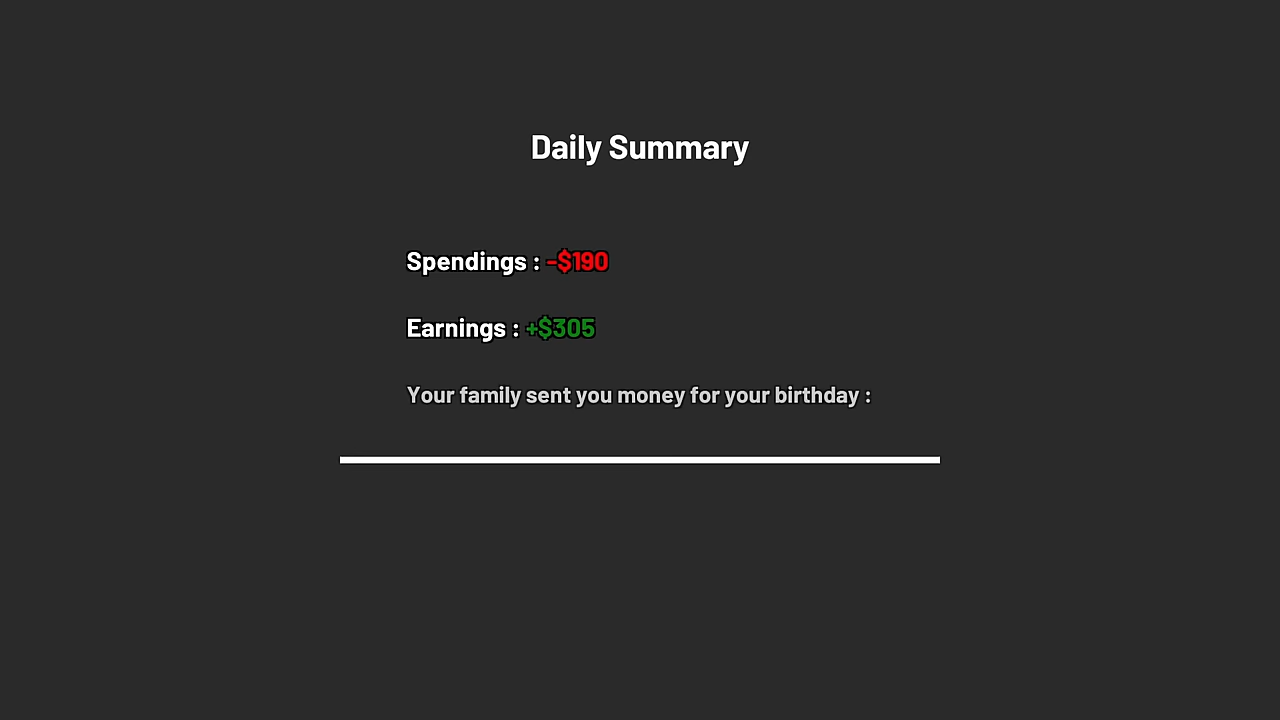 Daily Summary
Spendings : -$190
Earnings : +$305
Your family sent you money for your birthday :